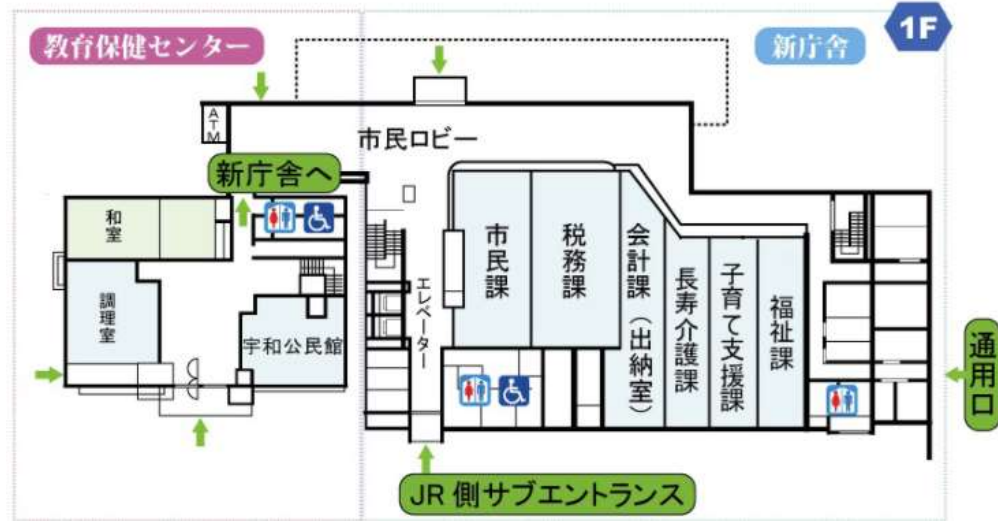 教育保健センター
新庁舎
1F
ATM
市民ロビー
新庁舎へ
和室
調理室
宇和公民館
エレベーター
市民課
税務課
会計課（出納室）
長寿介護課
子育て支援課
福祉課
通用口
JR側サブエントランス